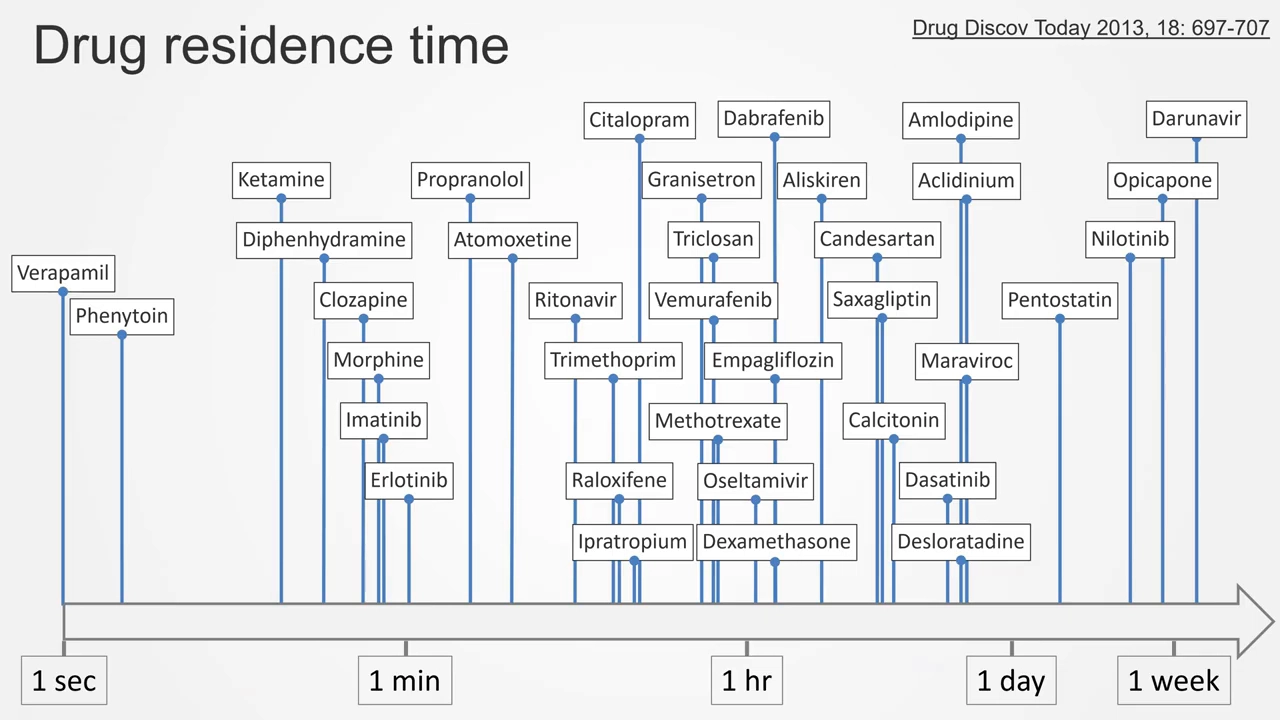 Drug residence time
Drug Discov Today 2013, 18: 697-707
Citalopram
Dabrafenib
Amlodipine
Darunavir
Ketamine
Propranolol
Granisetron
Aliskiren
Aclidinium
Opicapone
Diphenhydramine
Atomoxetine
Triclosan
Candesartan
Nilotinib
Verapamil
Phenytoin
Clozapine
Ritonavir
Vemurafenib
Saxagliptin
Pentostatin
Morphine
Trimethoprim
Empagliflozin
Maraviroc
Imatinib
Methotrexate
Calcitonin
Erlotinib
Raloxifene
Oseltamivir
Dasatinib
Ipratropium
Dexamethasone
Desloratadine
1 sec
1 min
1 hr
1 day
1 week